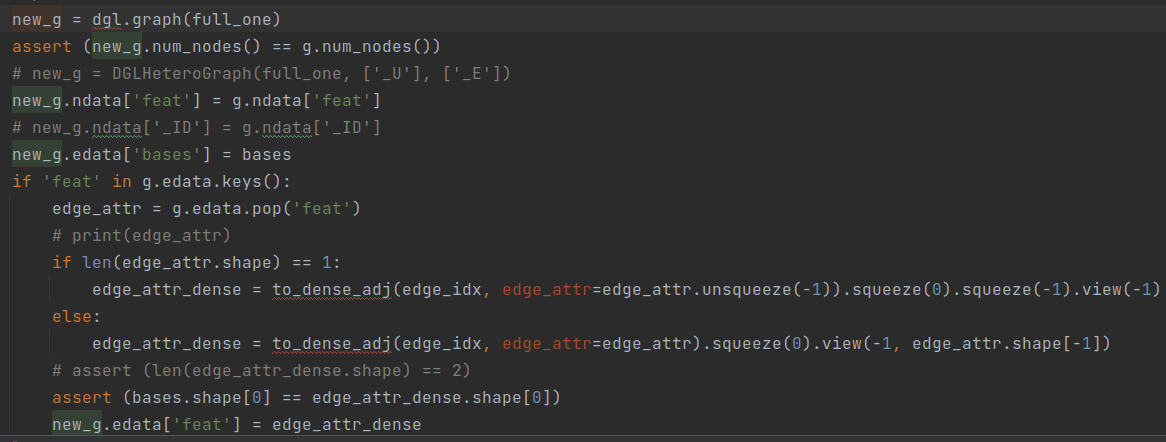 new_g = dgl.graph(full_one)
assert (new_g.num_nodes() == g.num_nodes())
# new_g = DGLHeteroGraph(full_one, ['_U'], ['_E'])
new_g.ndata['feat'] = g.ndata['feat']
# new_g.ndata['_ID'] = g.ndata['_ID']
new_g.edata['bases'] = bases
if 'feat' in g.edata.keys():
    edge_attr = g.edata.pop('feat')
    # print(edge_attr)
    if len(edge_attr.shape) == 1:
        edge_attr_dense = to_dense_adj(edge_idx, edge_attr=edge_attr.unsqueeze(-1)).squeeze(0).squeeze(-1).view(-1)
    else:
        edge_attr_dense = to_dense_adj(edge_idx, edge_attr=edge_attr).squeeze(0).view(-1, edge_attr.shape[-1])
    # assert (len(edge_attr_dense.shape) == 2)
    assert (bases.shape[0] == edge_attr_dense.shape[0])
    new_g.edata['feat'] = edge_attr_dense